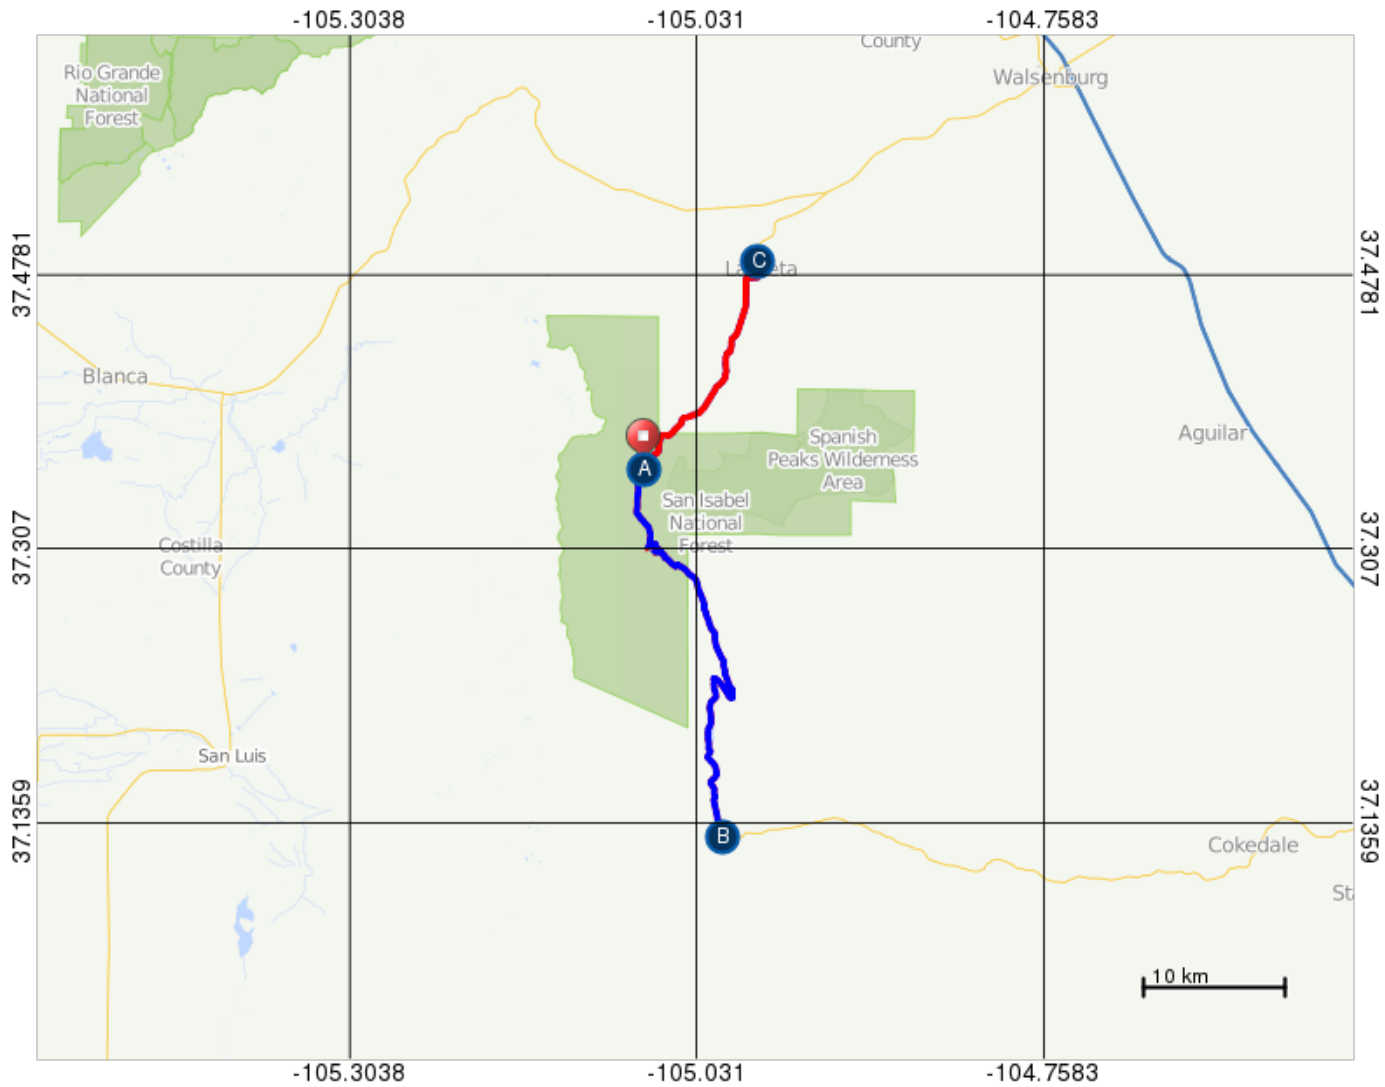 -105.3038
-105.031
-104.7583
County
Walsenburg
Rio Grande
National
Forest
37.4781
37.4781
C
Blanca
A
Spanish
Peaks Wilderness
Area
Aguilar
San Isabel
National
Forest
37.307
37.307
Costilla
County
San Luis
37.1359
37.1359
B
Cokedale
10 km
-105.3038
-105.031
-104.7583